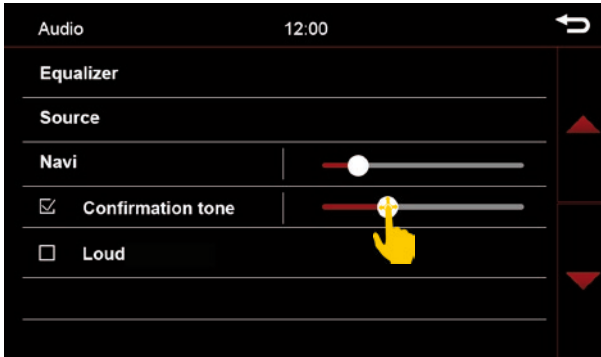 Audio 12:00
Equalizer
Source
Navi
Confirmation tone
Loud